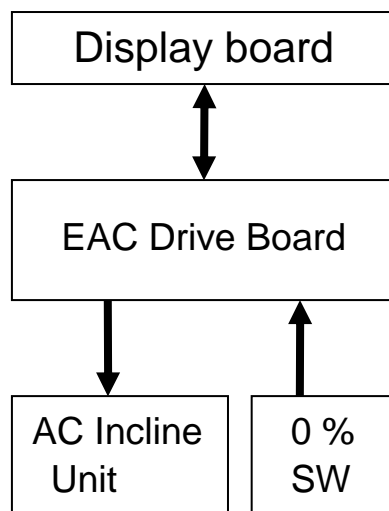 Display board
EAC Drive Board
AC Incline
Unit
0 %
SW